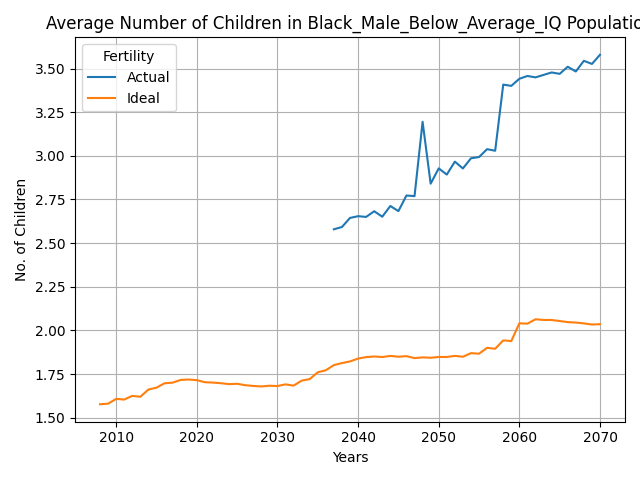 Average Number of Children in Black_Male_Below_Average_IQ Populatio
Fertility
Actual
Ideal
3.50
3.25
3.00
2.75
2.50
2.25
2.00
1.75
1.50
No. of Children
2010 2020 2030 2040 2050 2060 2070
Years